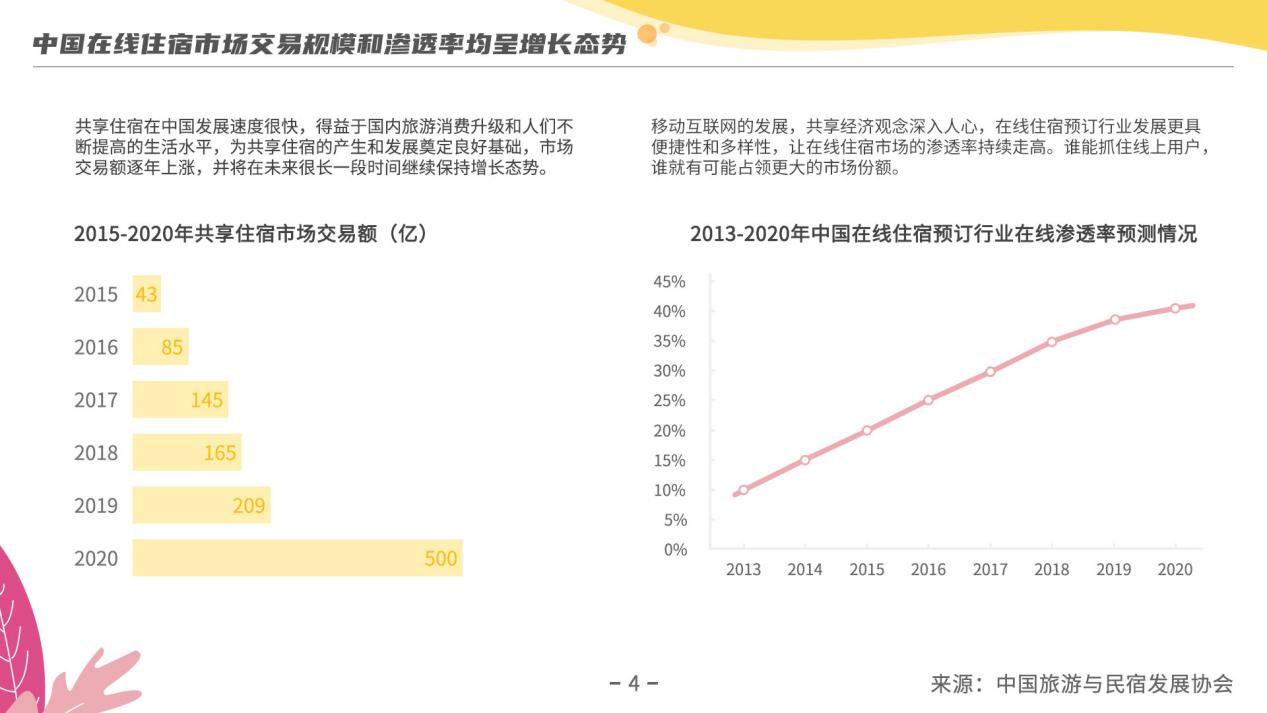 中国在线住宿市场交易规模和渗透率均呈增长态势
共享住宿在中国发展速度很快，得益于国内旅游消费升级和人们不
断提高的生活水平，为共享住宿的产生和发展奠定良好基础，市场
交易额逐年上涨，并将在未来很长一段时间继续保持增长态势。
移动互联网的发展，共享经济观念深入人心，在线住宿预订行业发展更具
便捷性和多样性，让在线住宿市场的渗透率持续走高。谁能抓住线上用户，
谁就有可能占领更大的市场份额。
2015-2020年共享住宿市场交易额（亿）
2015 43
2016 85
2017 145
2018 165
2019 209
2020 500
2013-2020年中国在线住宿预订行业在线渗透率预测情况
45%
40%
35%
30%
25%
20%
15%
10%
5%
0%
2013 2014 2015 2016 2017 2018 2019 2020
- 4 -
来源：中国旅游与民宿发展协会